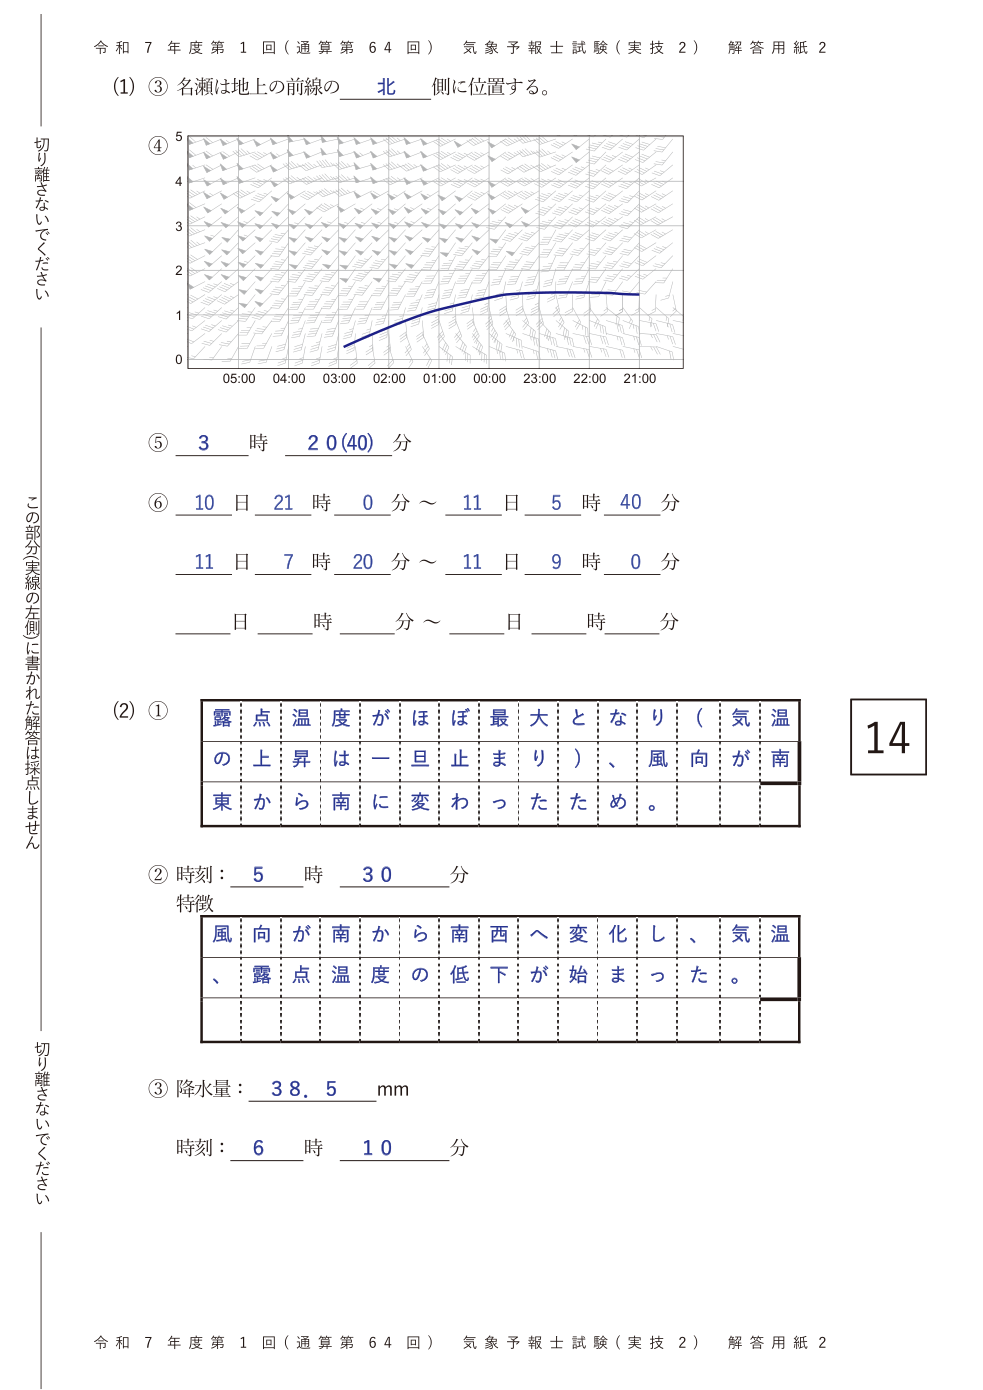 令和7年度第1回(通算第64回) 気象予報士試験(実技2) 解答用紙2
(1) ③ 名瀬は地上の前線の 北 側に位置する。
④
5
4
3
2
1
0
05:00 04:00 03:00 02:00 01:00 00:00 23:00 22:00 21:00
⑤ 3 時 20(40) 分
⑥ 10 日 21 時 0 分 ~ 11 日 5 時 40 分
11 日 7 時 20 分 ~ 11 日 9 時 0 分
日 時 分 ~ 日 時 分
(2) ①
露点温度がほぼ最大となり(気温
の上昇は一旦止まり)、風向が南
東から南に変わったため。
14
② 時刻: 5 時 30 分
特徴
風向が南から南西へ変化し、気温
、露点温度の低下が始まった。
③ 降水量: 38.5 mm
時刻: 6 時 10 分
令和7年度第1回(通算第64回) 気象予報士試験(実技2) 解答用紙2
切り離さないでください
この部分(実線の左側)に書かれた解答は採点しません
切り離さないでください